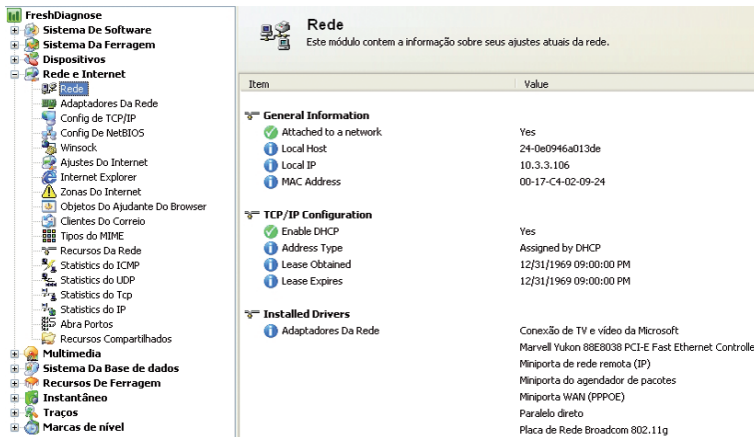 FreshDiagnose
Sistema De Software
Sistema Da Ferragem
Dispositivos
Rede e Internet
Rede
Adaptadores Da Rede
Config de TCP/IP
Config De NetBIOS
Winsock
Ajustes Do Internet
Internet Explorer
Zonas Do Internet
Objetos Do Ajudante Do Browser
Clientes Do Correio
Tipos do MIME
Recursos Da Rede
Statistics do ICMP
Statistics do UDP
Statistics do Tcp
Statistics do IP
Abra Portos
Recursos Compartilhados
Multimedia
Sistema Da Base de dados
Recursos De Ferragem
Instantâneo
Traços
Marcas de nível
Rede
Este módulo contem a informação sobre seus ajustes atuais da rede.
Item Value
General Information
Attached to a network Yes
Local Host 24-0e0946a013de
Local IP 10.3.3.106
MAC Address 00-17-C4-02-09-24
TCP/IP Configuration
Enable DHCP Yes
Address Type Assigned by DHCP
Lease Obtained 12/31/1969 09:00:00 PM
Lease Expires 12/31/1969 09:00:00 PM
Installed Drivers
Adaptadores Da Rede Conexão de TV e vídeo da Microsoft
Marvell Yukon 88E8038 PCI-E Fast Ethernet Controlle
Miniporta de rede remota (IP)
Miniporta do agendador de pacotes
Miniporta WAN (PPPOE)
Paralelo direto
Placa de Rede Broadcom 802.11g